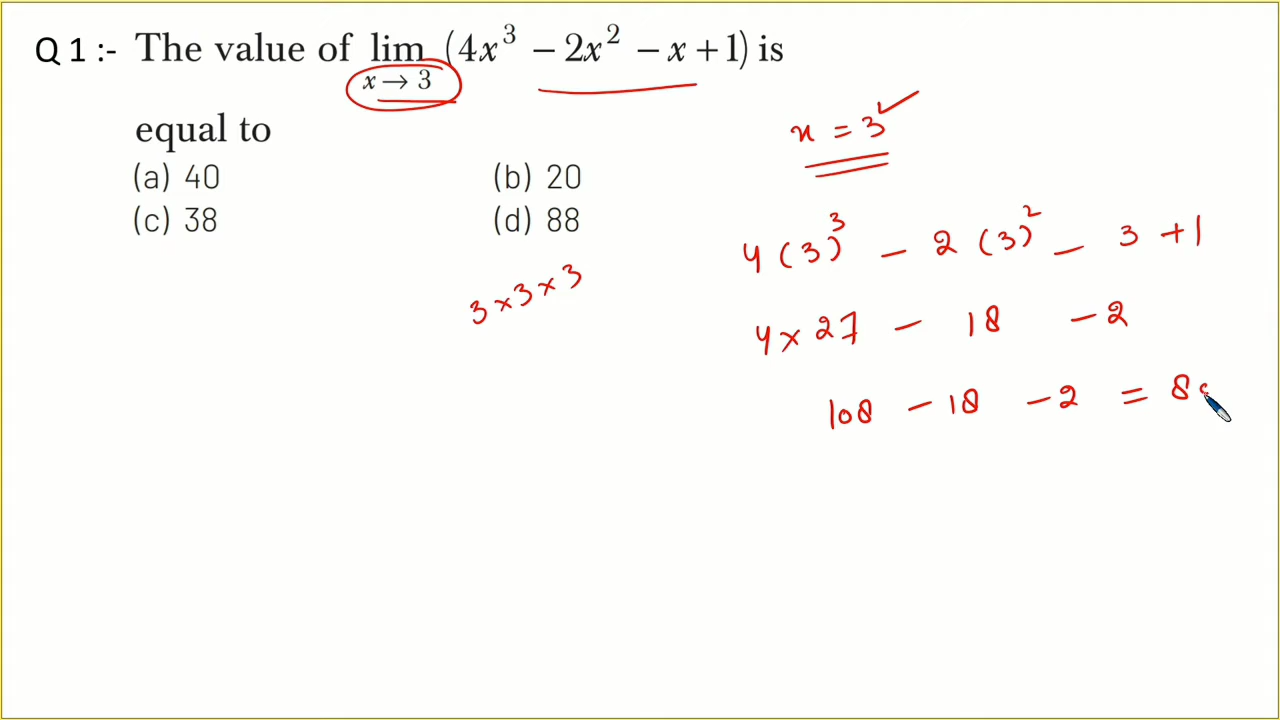 Q 1 :- The value of lim (4x³ − 2x² − x + 1) is
x → 3
equal to
(a) 40 (b) 20
(c) 38 (d) 88
x = 3
4 (3)³ − 2 (3)² − 3 + 1
3 × 3 × 3
4 × 27 − 18 − 2
108 − 18 − 2 = 8